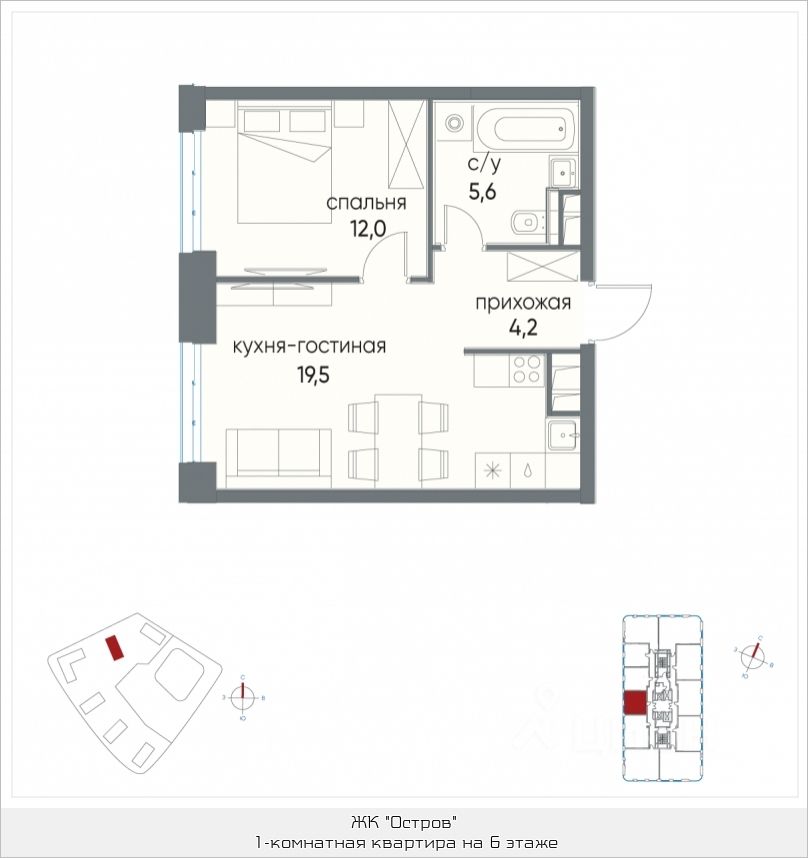 спальня
12,0
с/у
5,6
прихожая
4,2
кухня-гостиная
19,5
С
З
В
Ю
С
З
В
Ю
ЖК "Остров"
1-комнатная квартира на 6 этаже